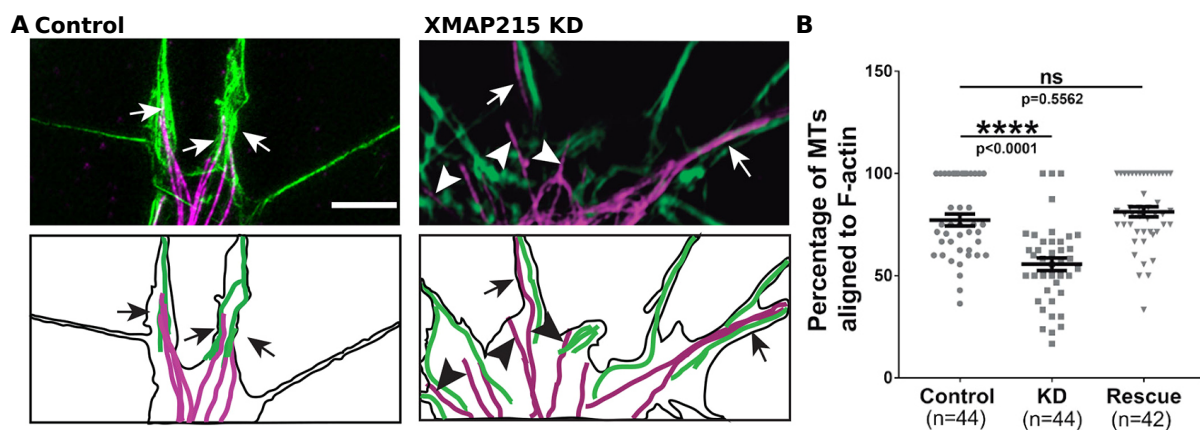 A Control
XMAP215 KD
B
Percentage of MTs
aligned to F-actin
150
100
50
0
ns
p=0.5562
****
p<0.0001
Control
KD
Rescue
(n=44)
(n=44)
(n=42)